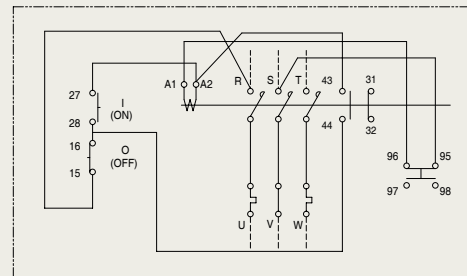 A1 A2 R S T 43 31
27
I
(ON)
28
16
O
(OFF)
15
44 32
96 95
97 98
U V W